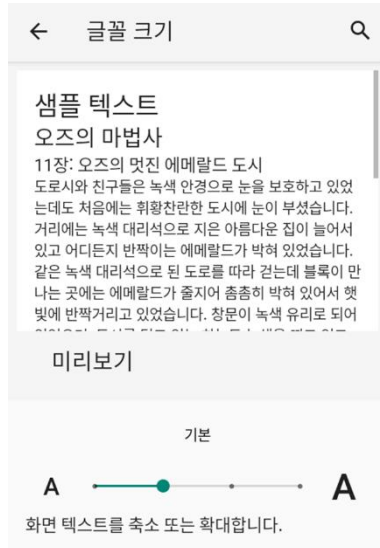 글꼴 크기
샘플 텍스트
오즈의 마법사
11장: 오즈의 멋진 에메랄드 도시
도로시와 친구들은 녹색 안경으로 눈을 보호하고 있었
는데도 처음에는 휘황찬란한 도시에 눈이 부셨습니다.
거리에는 녹색 대리석으로 지은 아름다운 집이 늘어서
있고 어디든지 반짝이는 에메랄드가 박혀 있었습니다.
같은 녹색 대리석으로 된 도로를 따라 걷는데 블록이 만
나는 곳에는 에메랄드가 줄지어 촘촘히 박혀 있어서 햇
빛에 반짝거리고 있었습니다. 창문이 녹색 유리로 되어
미리보기
기본
A A
화면 텍스트를 축소 또는 확대합니다.